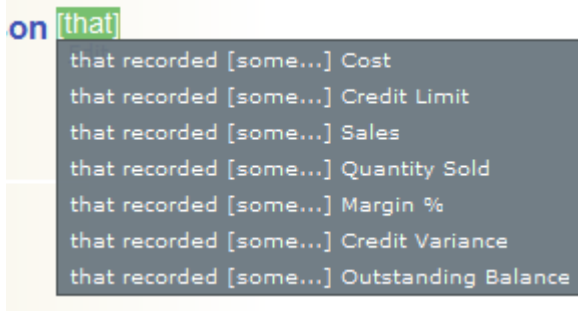 on [that]
that recorded [some...] Cost
that recorded [some...] Credit Limit
that recorded [some...] Sales
that recorded [some...] Quantity Sold
that recorded [some...] Margin %
that recorded [some...] Credit Variance
that recorded [some...] Outstanding Balance